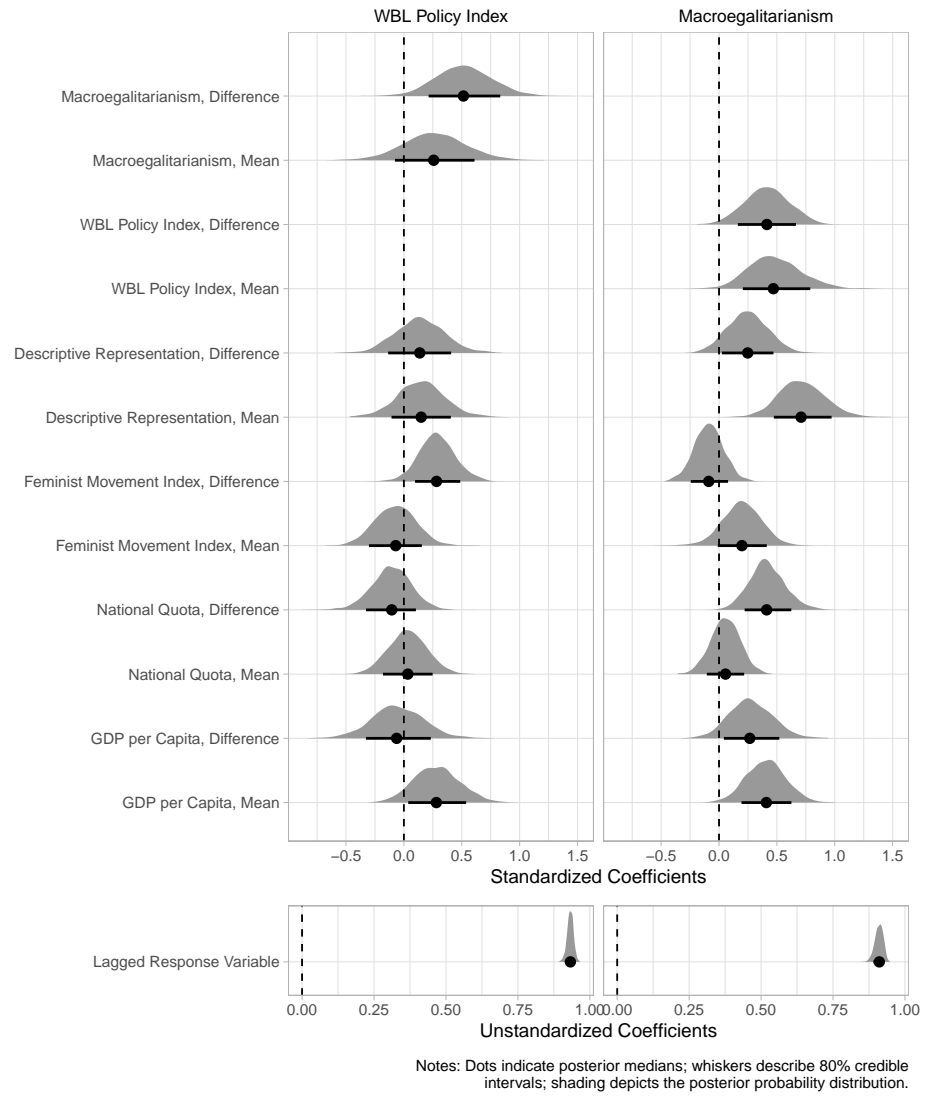 WBL Policy Index Macroegalitarianism
Macroegalitarianism, Difference
Macroegalitarianism, Mean
WBL Policy Index, Difference
WBL Policy Index, Mean
Descriptive Representation, Difference
Descriptive Representation, Mean
Feminist Movement Index, Difference
Feminist Movement Index, Mean
National Quota, Difference
National Quota, Mean
GDP per Capita, Difference
GDP per Capita, Mean
−0.5 0.0 0.5 1.0 1.5 −0.5 0.0 0.5 1.0 1.5
Standardized Coefficients
Lagged Response Variable
0.00 0.25 0.50 0.75 1.00 0.00 0.25 0.50 0.75 1.00
Unstandardized Coefficients
Notes: Dots indicate posterior medians; whiskers describe 80% credible
intervals; shading depicts the posterior probability distribution.